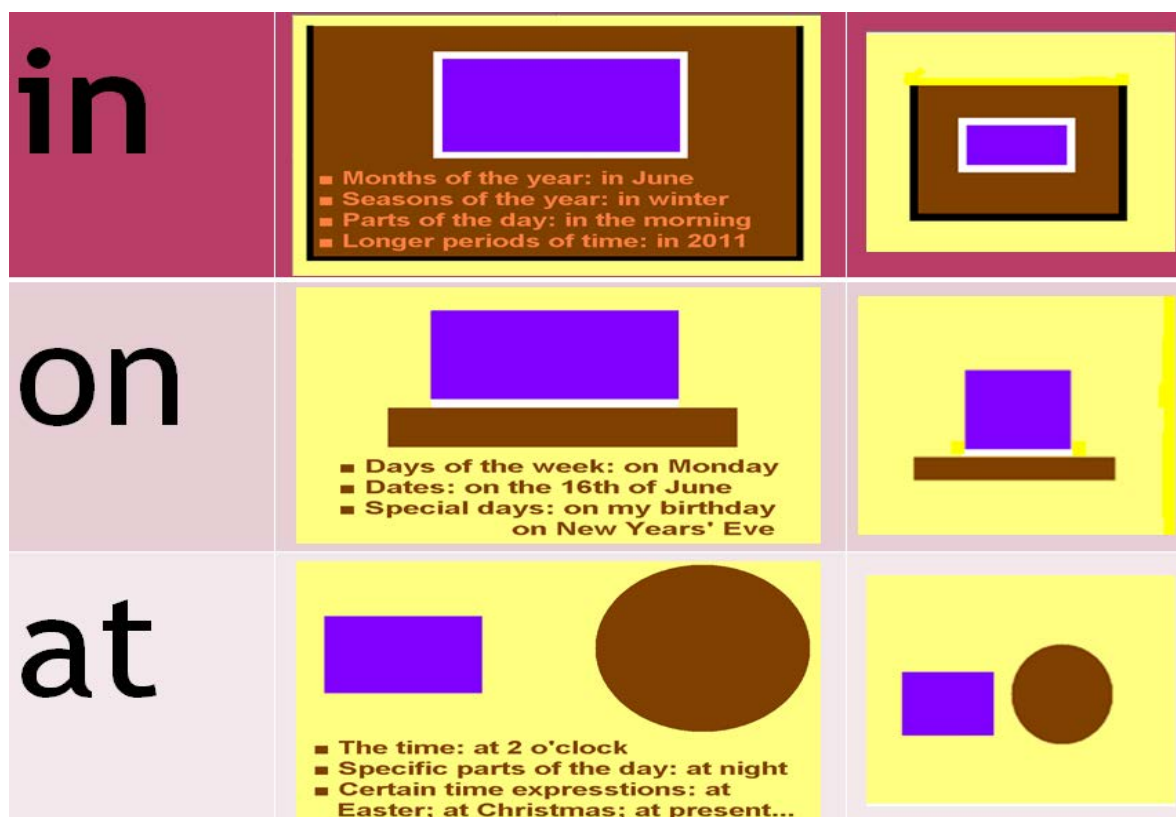 in
▪ Months of the year: in June
▪ Seasons of the year: in winter
▪ Parts of the day: in the morning
▪ Longer periods of time: in 2011
on
▪ Days of the week: on Monday
▪ Dates: on the 16th of June
▪ Special days: on my birthday
on New Years' Eve
at
▪ The time: at 2 o'clock
▪ Specific parts of the day: at night
▪ Certain time expresstions: at
Easter; at Christmas; at present...